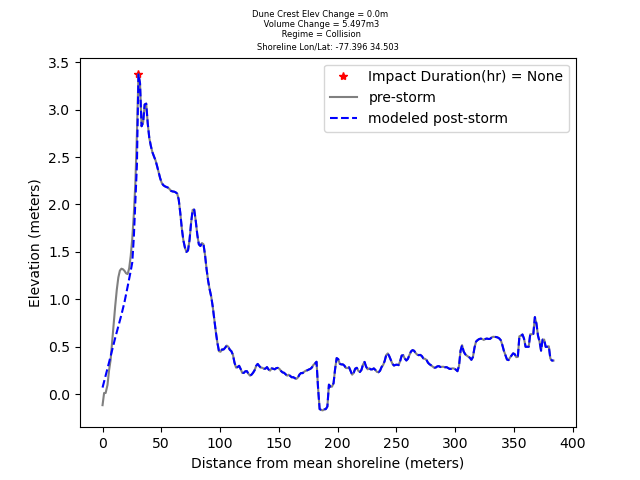 Dune Crest Elev Change = 0.0m
Volume Change = 5.497m3
Regime = Collision
Shoreline Lon/Lat: -77.396 34.503
Impact Duration(hr) = None
pre-storm
modeled post-storm
Elevation (meters)
3.5
3.0
2.5
2.0
1.5
1.0
0.5
0.0
0 50 100 150 200 250 300 350 400
Distance from mean shoreline (meters)